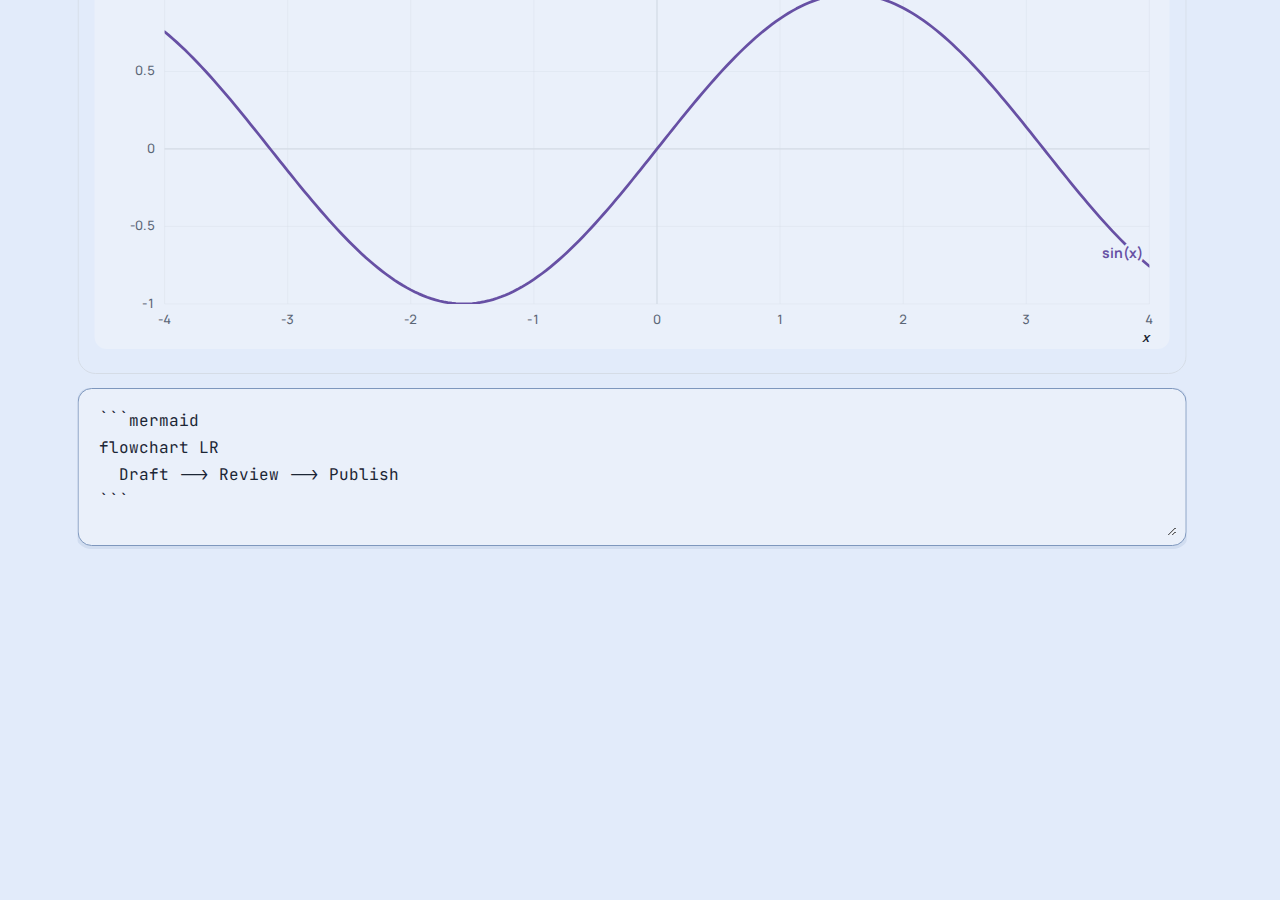 0.5
0
-0.5
-1
sin(x)
-4 -3 -2 -1 0 1 2 3 4
x
```mermaid
flowchart LR
  Draft --> Review --> Publish
```